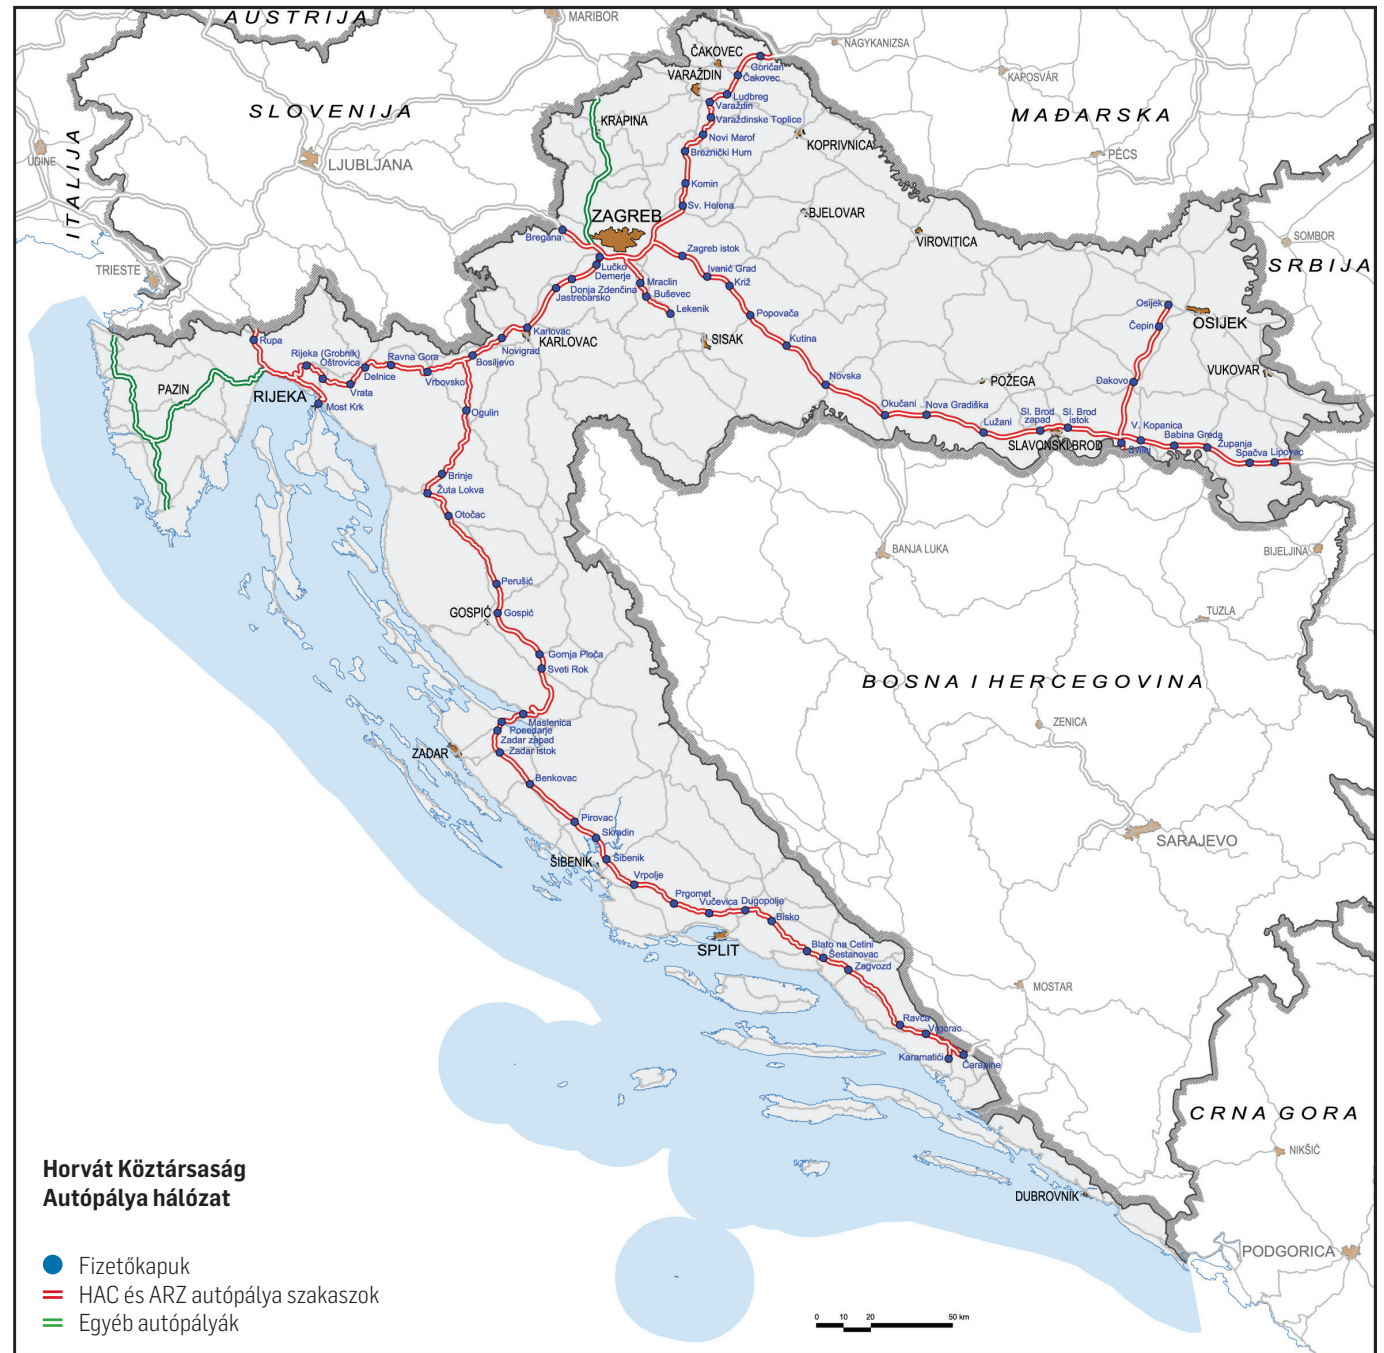 AUSTRIJA
MARIBOR
NAGYKANIZSA
ČAKOVEC
Goričan
Čakovec
KAPOSVÁR
VARAŽDIN
Ludbreg
Varaždin
SLOVENIJA
MAĐARSKA
KRAPINA
Varaždinske Toplice
Novi Marof
KOPRIVNICA
ITALIJA
UDINE
LJUBLJANA
Breznički Hum
PÉCS
Komin
Sv. Helena
BJELOVAR
ZAGREB
VIROVITICA
Bregana
SOMBOR
Zagreb istok
SRBIJA
TRIESTE
Lučko
Demerje
Ivanić Grad
Mraclin
Križ
Donja Zdenčina
Jastrebarsko
Buševec
Lekenik
Popovača
Osijek
OSIJEK
Čepin
Karlovac
KARLOVAC
SISAK
Kutina
Rupa
Novigrad
Rijeka (Grobnik)
Oštrovica
Ravna Gora
Bosiljevo
Delnice
Vrbovsko
VUKOVAR
PAZIN
Vrata
Novska
POŽEGA
Đakovo
RIJEKA
Most Krk
Ogulin
Okučani
Nova Gradiška
Sl. Brod
zapad
Sl. Brod
istok
Lužani
V. Kopanica
Babina Greda
SLAVONSKI BROD
Svilaj
Županja
Spačva
Lipovac
Brinje
Žuta Lokva
Otočac
BANJA LUKA
BIJELJINA
Perušić
GOSPIĆ
Gospić
TUZLA
Gornja Ploča
Sveti Rok
BOSNA I HERCEGOVINA
Maslenica
Posedarje
Zadar zapad
Zadar istok
ZADAR
ZENICA
Benkovac
Pirovac
Skradin
SARAJEVO
ŠIBENIK
Šibenik
Vrpolje
Prgomet
Vučevica
Dugopolje
Bisko
SPLIT
Blato na Cetini
Šestanovac
Zagvozd
MOSTAR
Ravča
Vrgorac
Karamatići
Čarapine
CRNA GORA
NIKŠIĆ
DUBROVNIK
PODGORICA
Horvát Köztársaság
Autópálya hálózat
Fizetőkapuk
HAC és ARZ autópálya szakaszok
Egyéb autópályák
0 10 20 50 km